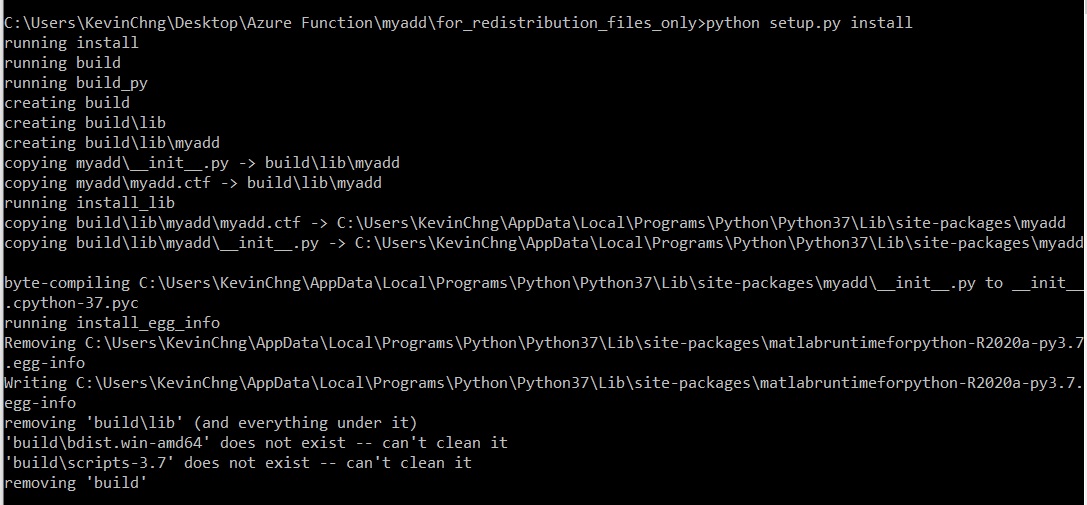 C:\Users\KevinChng\Desktop\Azure Function\myadd\for_redistribution_files_only>python setup.py install
running install
running build
running build_py
creating build
creating build\lib
creating build\lib\myadd
copying myadd\__init__.py -> build\lib\myadd
copying myadd\myadd.ctf -> build\lib\myadd
running install_lib
copying build\lib\myadd\myadd.ctf -> C:\Users\KevinChng\AppData\Local\Programs\Python\Python37\Lib\site-packages\myadd
copying build\lib\myadd\__init__.py -> C:\Users\KevinChng\AppData\Local\Programs\Python\Python37\Lib\site-packages\myadd
byte-compiling C:\Users\KevinChng\AppData\Local\Programs\Python\Python37\Lib\site-packages\myadd\__init__.py to __init__
.cpython-37.pyc
running install_egg_info
Removing C:\Users\KevinChng\AppData\Local\Programs\Python\Python37\Lib\site-packages\matlabruntimeforpython-R2020a-py3.7
.egg-info
Writing C:\Users\KevinChng\AppData\Local\Programs\Python\Python37\Lib\site-packages\matlabruntimeforpython-R2020a-py3.7.
egg-info
removing 'build\lib' (and everything under it)
'build\bdist.win-amd64' does not exist -- can't clean it
'build\scripts-3.7' does not exist -- can't clean it
removing 'build'